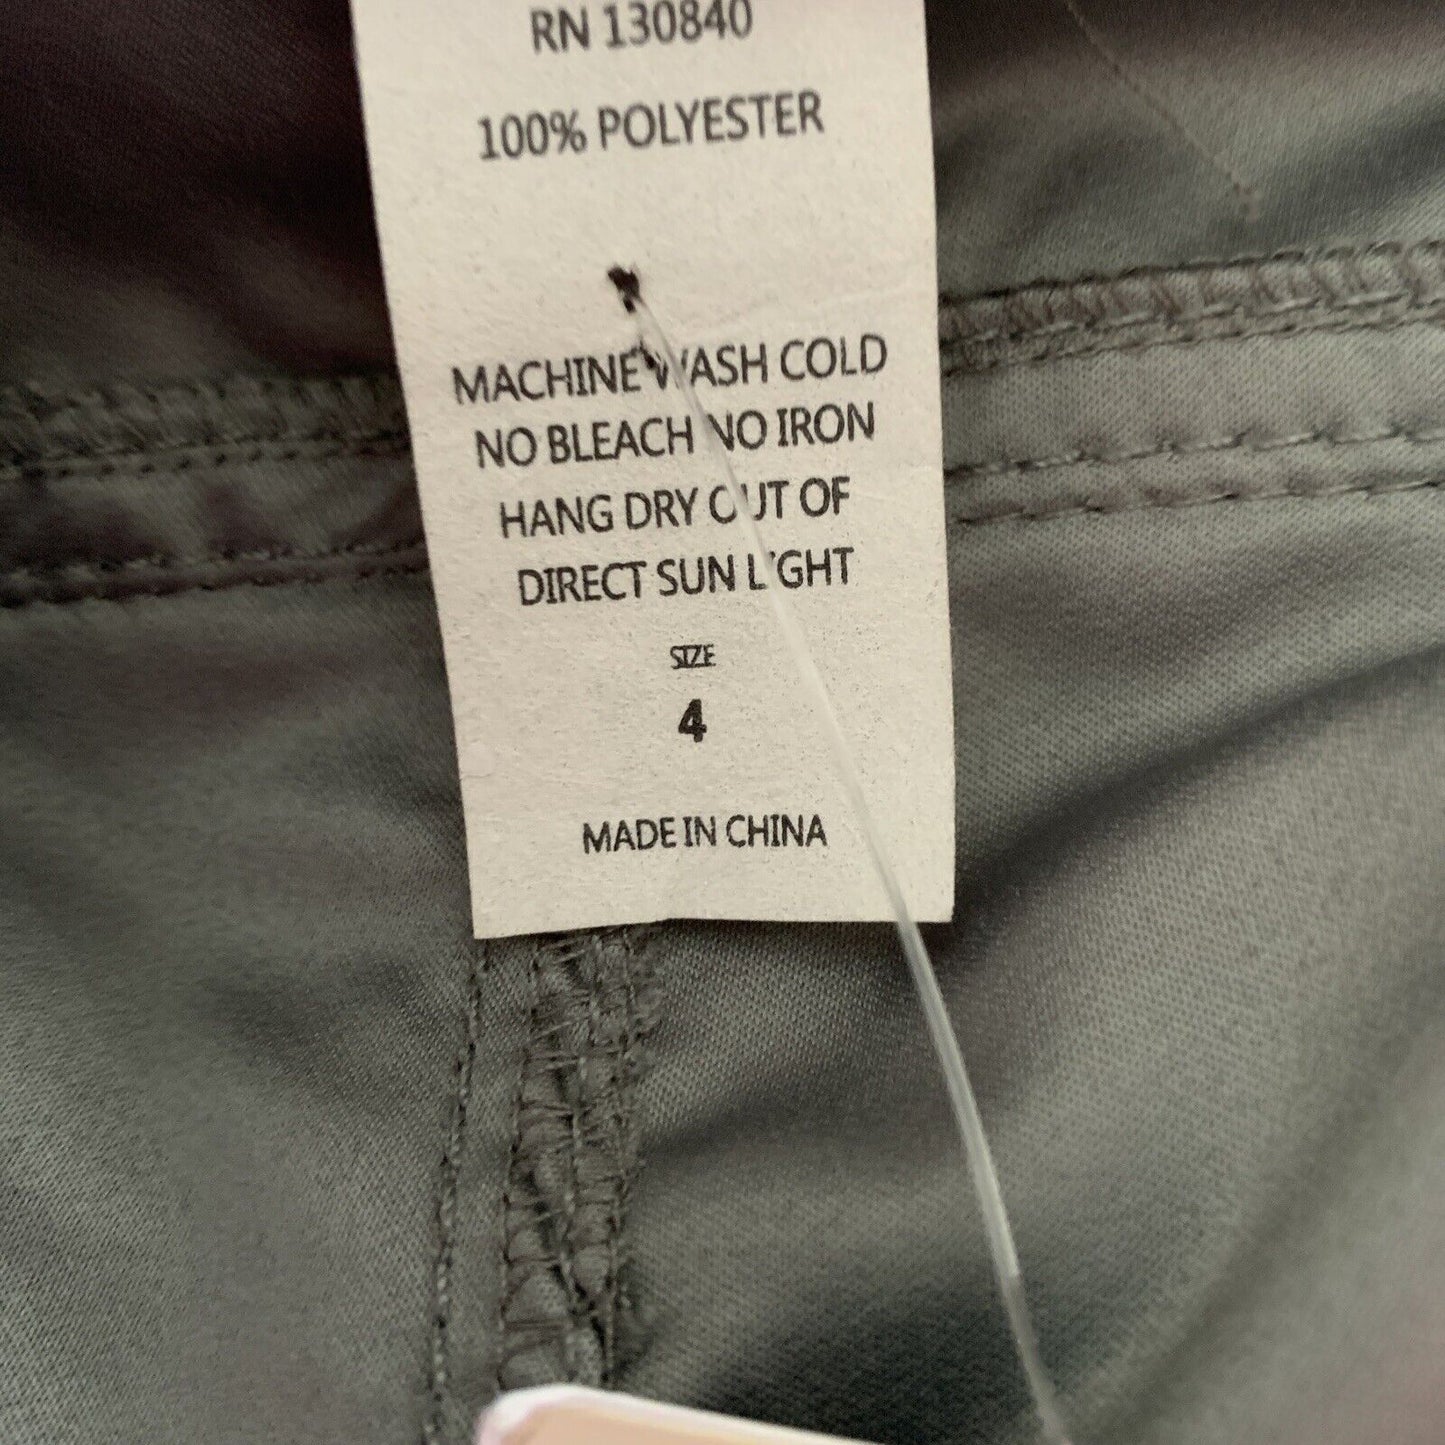 RN 130840
100% POLYESTER
MACHINE WASH COLD
NO BLEACH NO IRON
HANG DRY OUT OF
DIRECT SUN LIGHT
SIZE
4
MADE IN CHINA